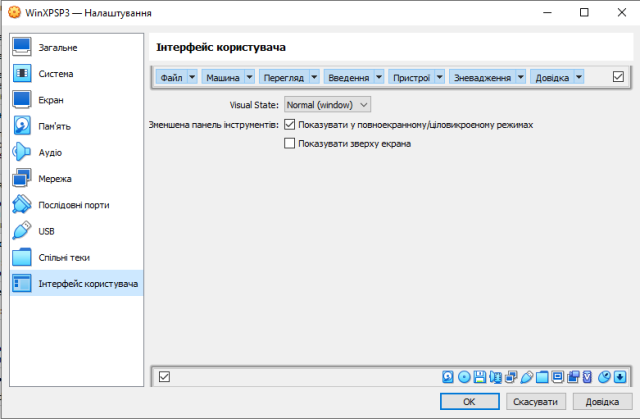 WinXPSP3 — Налаштування
Загальне
Система
Екран
Пам'ять
Аудіо
Мережа
Послідовні порти
USB
Спільні теки
Інтерфейс користувача
Інтерфейс користувача
Файл Машина Перегляд Введення Пристрої Зневадження Довідка
Visual State: Normal (window)
Зменшена панель інструментів: Показувати у повноекранному/цілоvikроєному режимах
Показувати зверху екрана
OK Скасувати Довідка